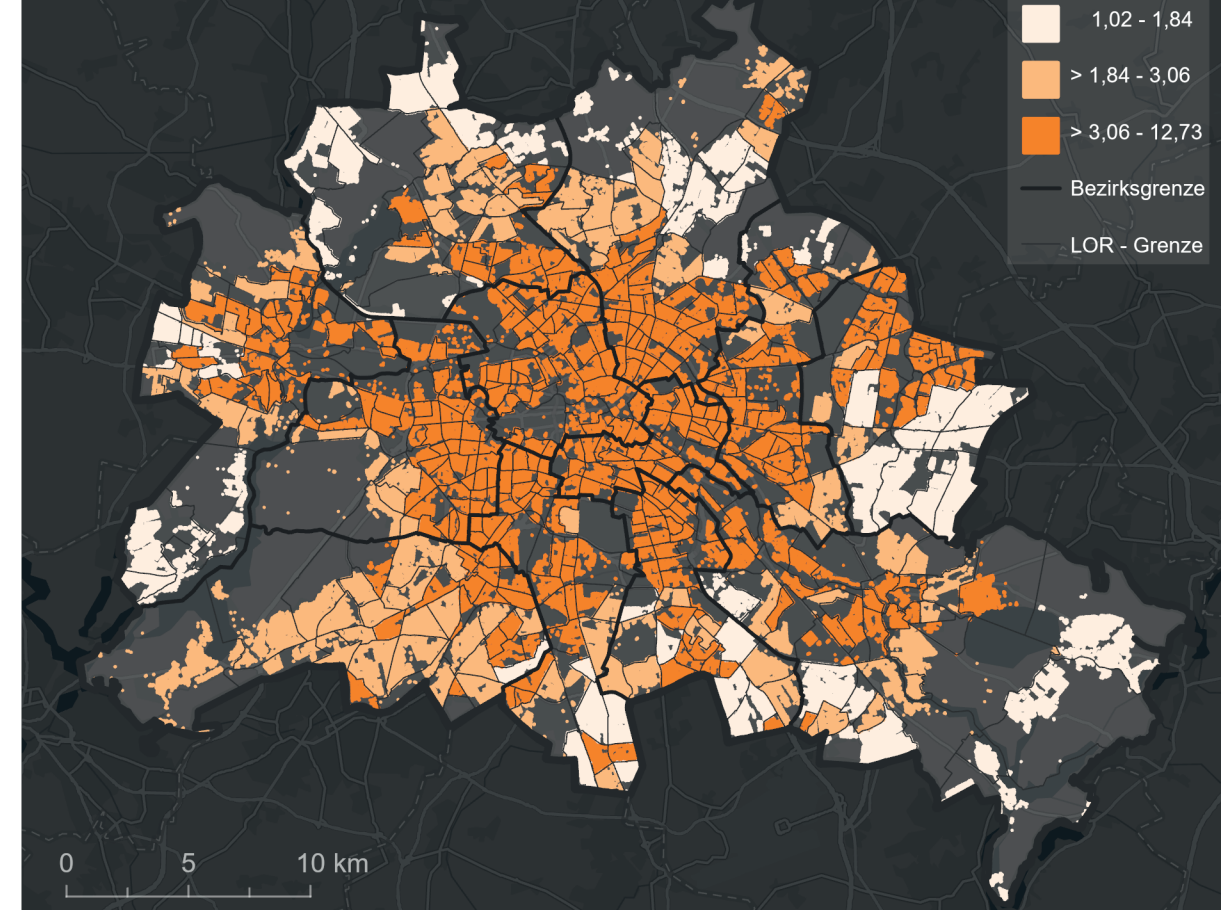 1,02 - 1,84
> 1,84 - 3,06
> 3,06 - 12,73
Bezirksgrenze
LOR - Grenze
0 5 10 km